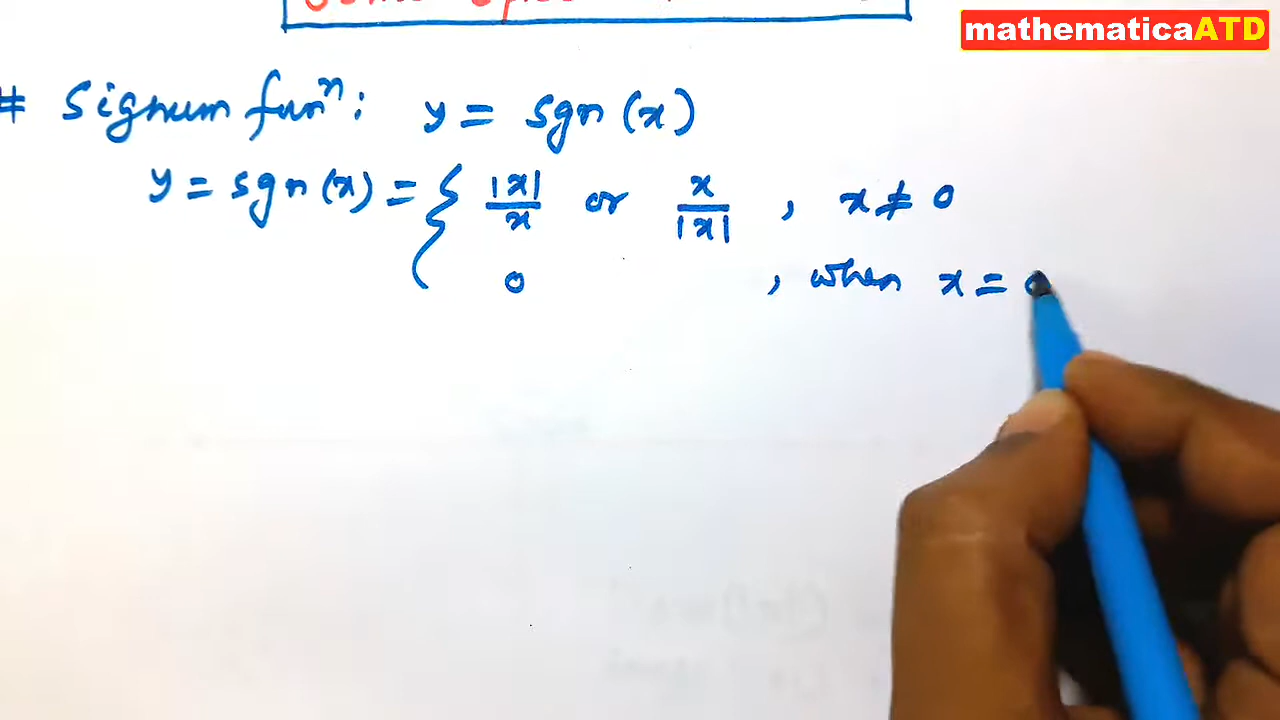 mathematicaATD
# Signum funⁿ: y = sgn(x)
y = sgn(x) = { |x|/x or x/|x| , x ≠ 0
0 , when x = 0